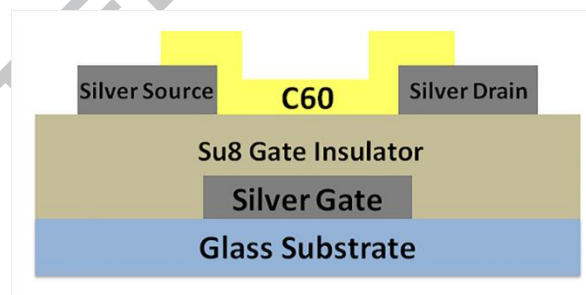 Silver Source
C60
Silver Drain
Su8 Gate Insulator
Silver Gate
Glass Substrate